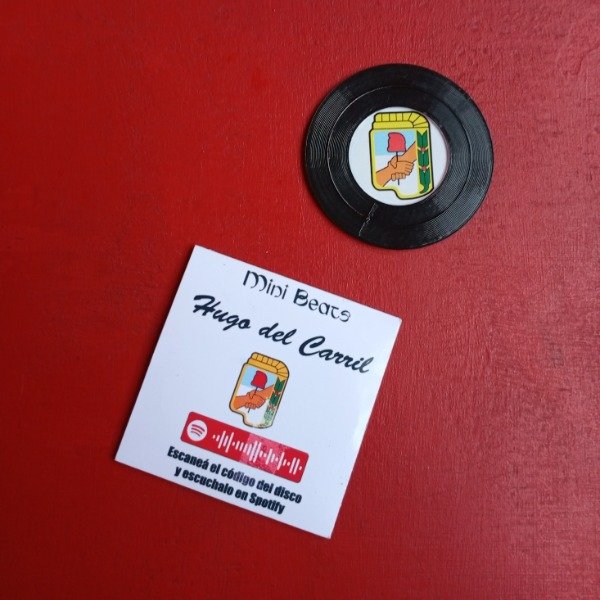 Mini Beats
Hugo del Carril
Escaneá el código del disco
y escuchalo en Spotify